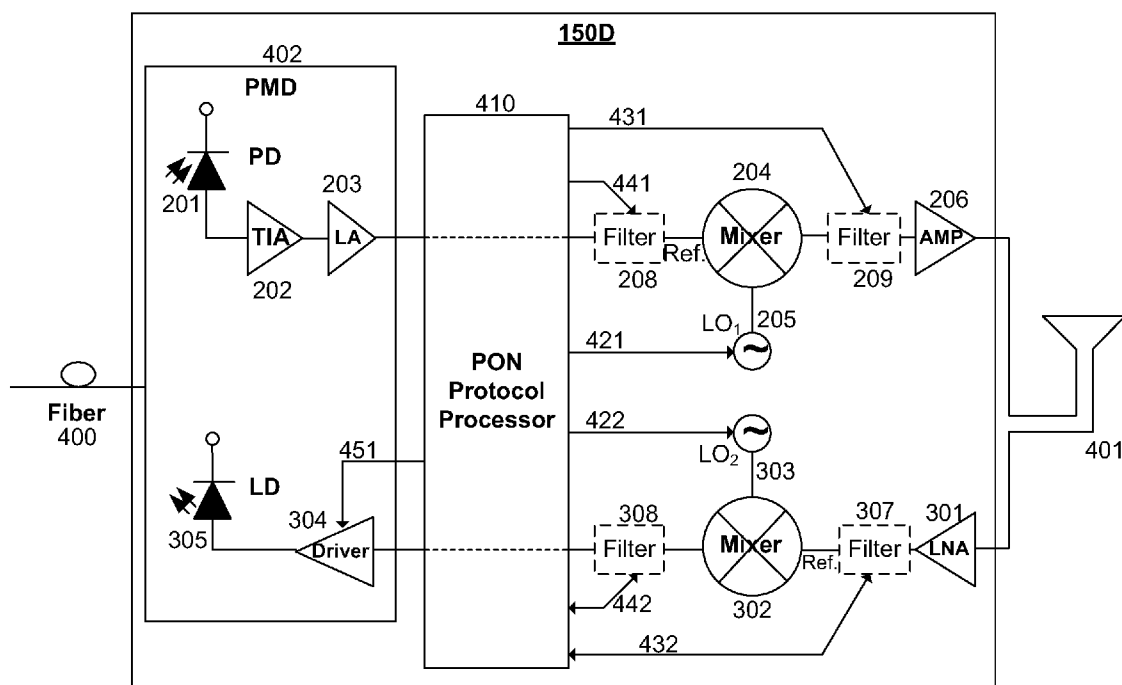 150D
402
PMD
410
431
PD
203
204
441
206
201
TIA
LA
Filter
Mixer
Filter
AMP
Ref.
202
208
209
LO1
205
421
PON
Protocol
Processor
Fiber
400
422
LO2
401
451
303
LD
304
308
307
301
305
Driver
Filter
Mixer
Filter
LNA
Ref.
442
302
432